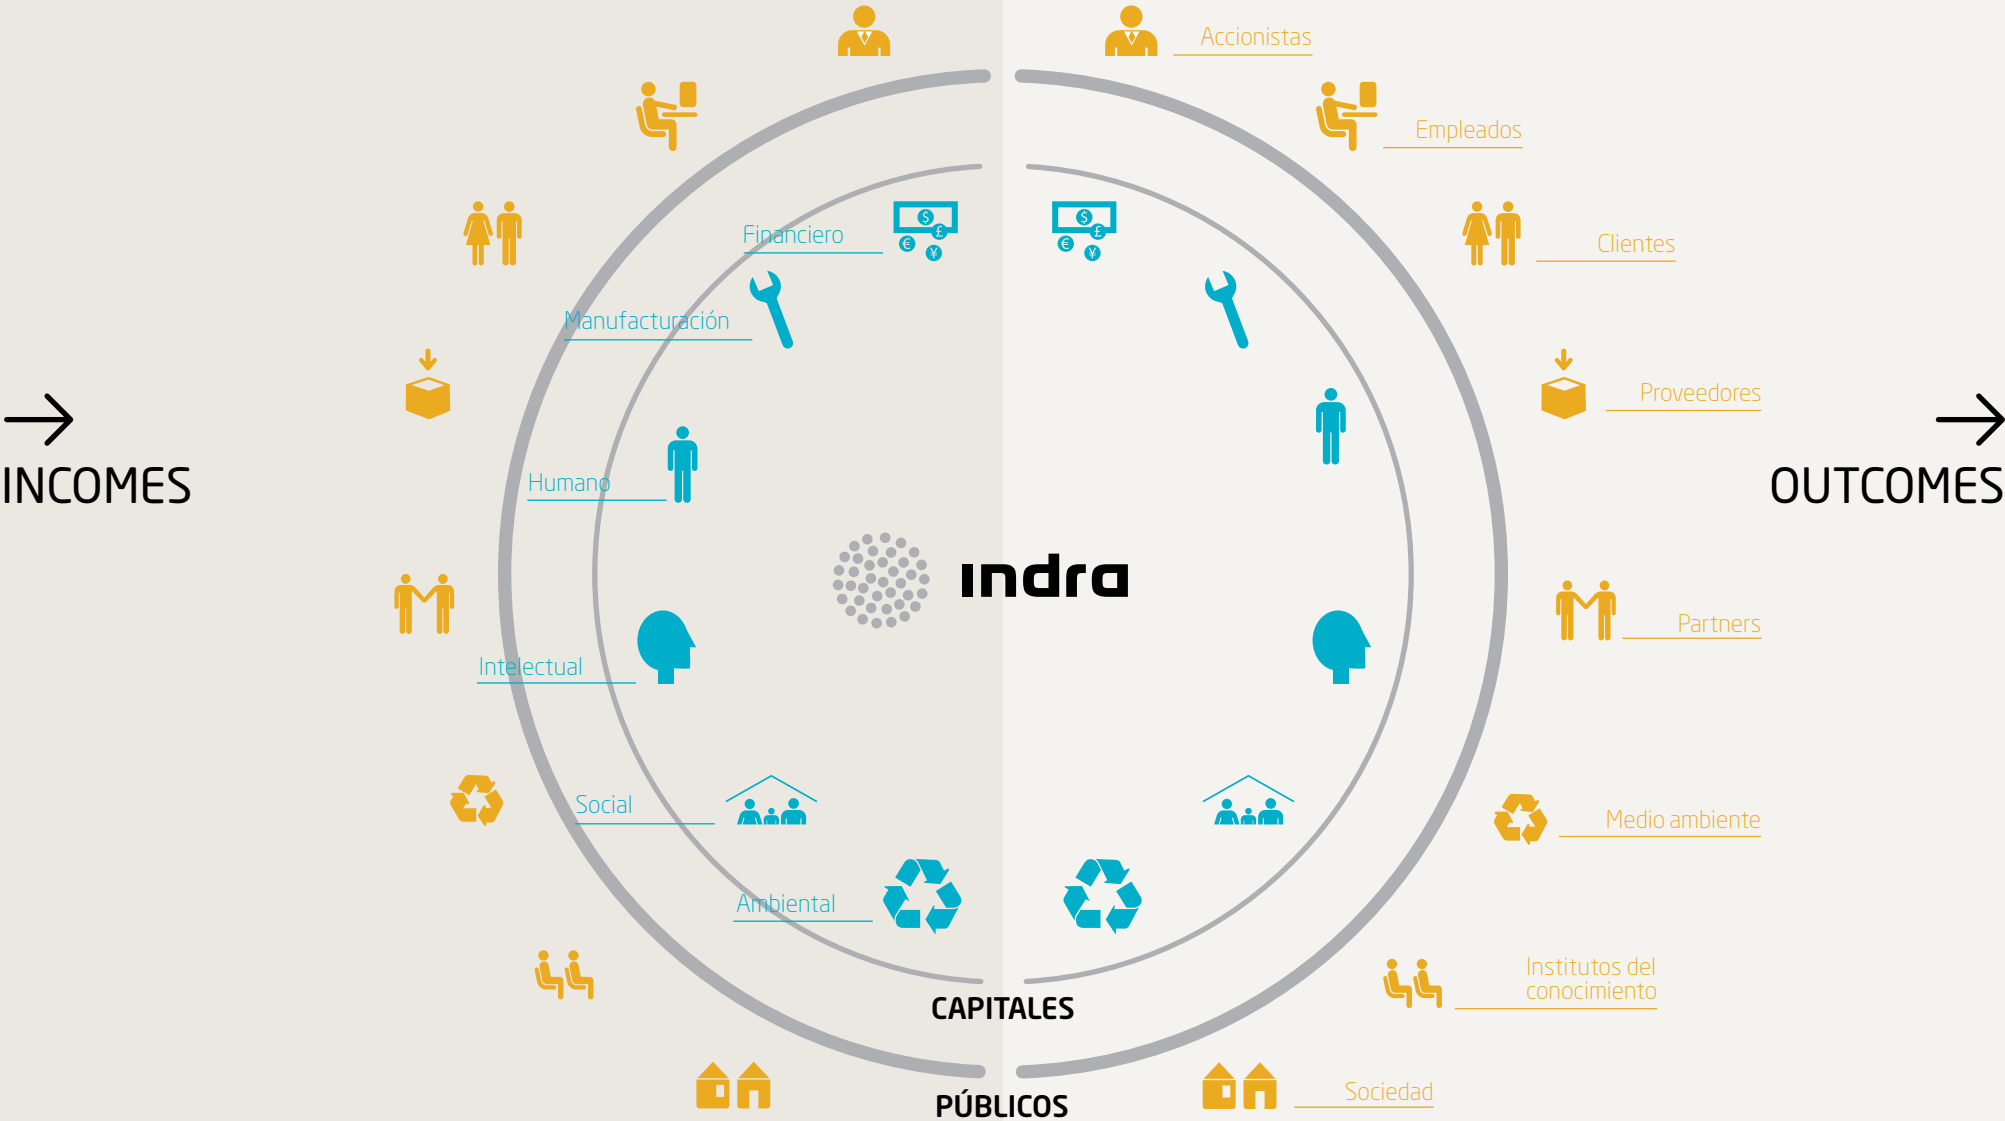 Accionistas
Empleados
Financiero
Clientes
Manufacturación
Proveedores
INCOMES
Humano
OUTCOMES
indra
Partners
Intelectual
Social
Medio ambiente
Ambiental
Institutos del
conocimiento
CAPITALES
Sociedad
PÚBLICOS